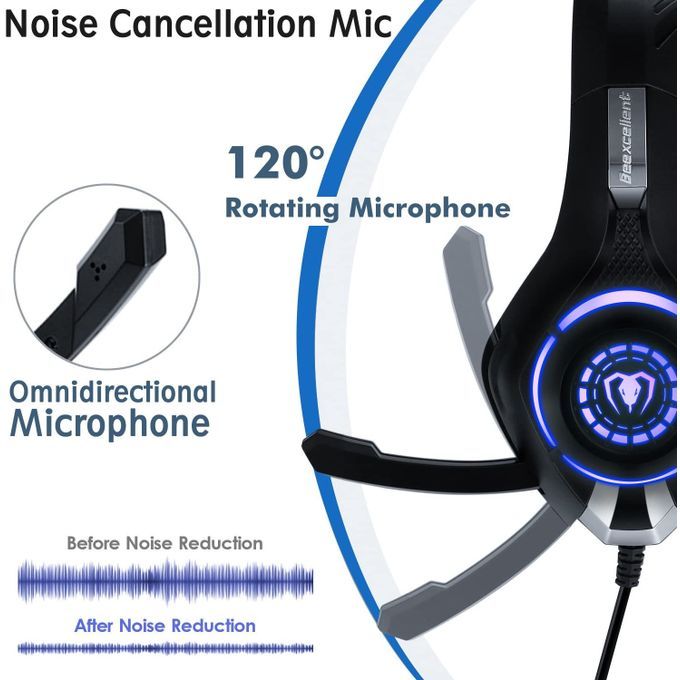 Noise Cancellation Mic
120°
Rotating Microphone
Beexcellent
Omnidirectional
Microphone
Before Noise Reduction
After Noise Reduction